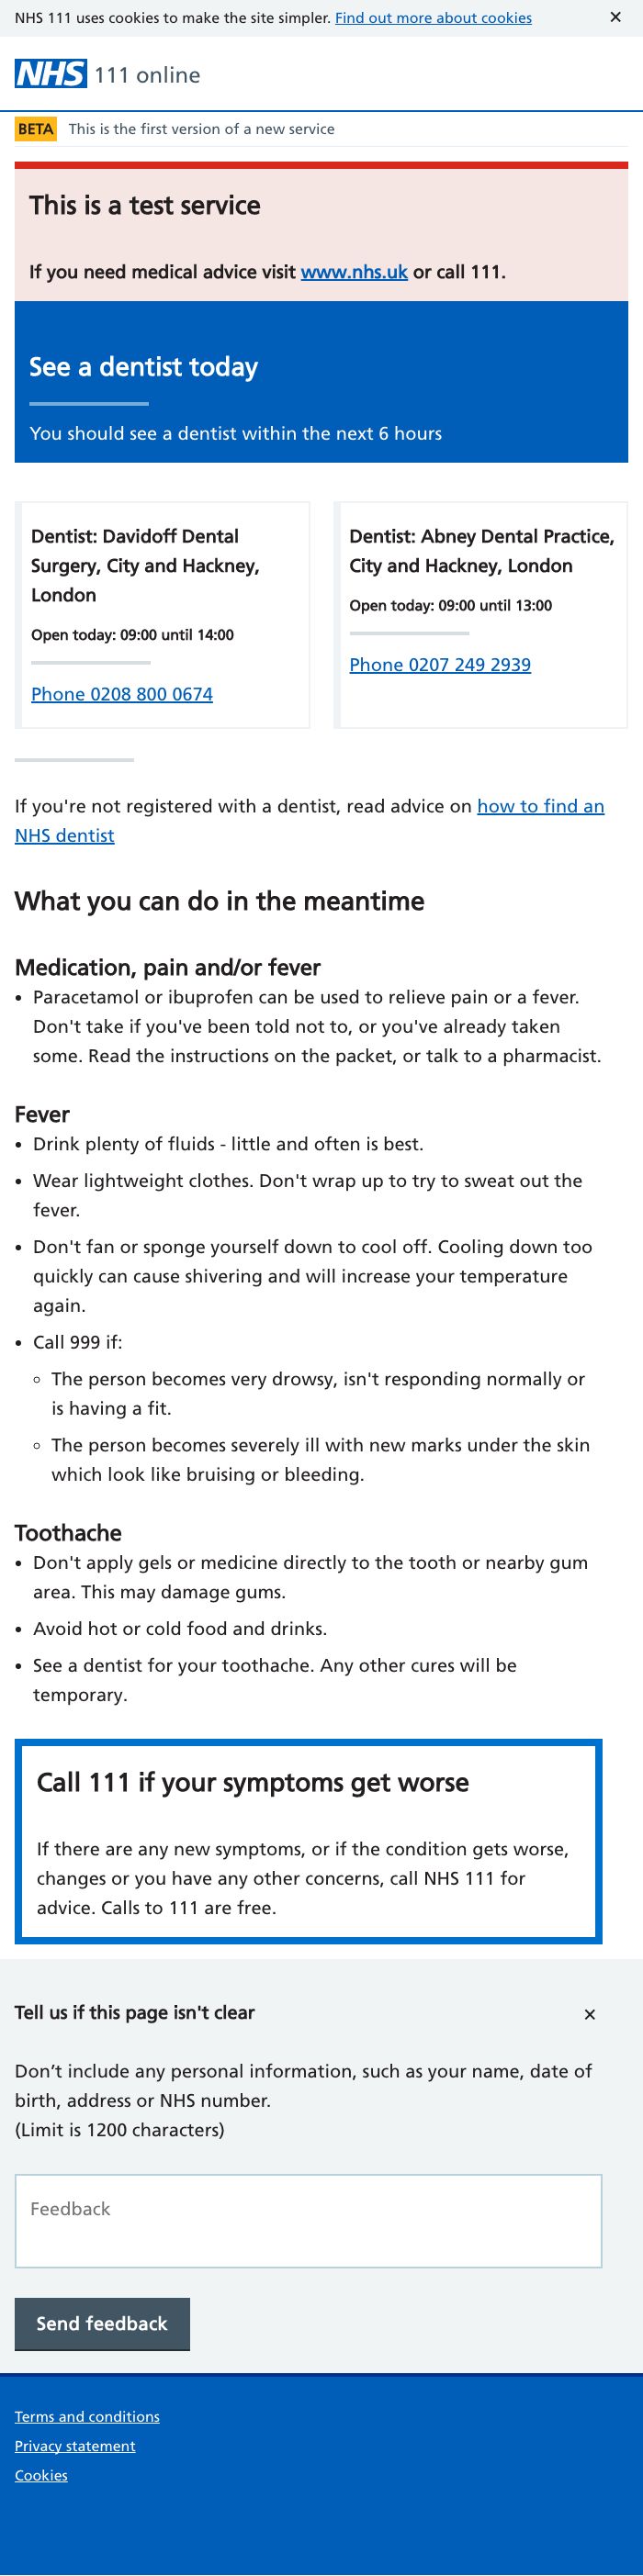 NHS 111 uses cookies to make the site simpler. Find out more about cookies ✕
NHS 111 online
BETA This is the first version of a new service
This is a test service
If you need medical advice visit www.nhs.uk or call 111.
See a dentist today
You should see a dentist within the next 6 hours
Dentist: Davidoff Dental
Surgery, City and Hackney,
London
Open today: 09:00 until 14:00
Phone 0208 800 0674
Dentist: Abney Dental Practice,
City and Hackney, London
Open today: 09:00 until 13:00
Phone 0207 249 2939
If you're not registered with a dentist, read advice on how to find an
NHS dentist
What you can do in the meantime
Medication, pain and/or fever
• Paracetamol or ibuprofen can be used to relieve pain or a fever.
Don't take if you've been told not to, or you've already taken
some. Read the instructions on the packet, or talk to a pharmacist.
Fever
• Drink plenty of fluids - little and often is best.
• Wear lightweight clothes. Don't wrap up to try to sweat out the
fever.
• Don't fan or sponge yourself down to cool off. Cooling down too
quickly can cause shivering and will increase your temperature
again.
• Call 999 if:
◦ The person becomes very drowsy, isn't responding normally or
is having a fit.
◦ The person becomes severely ill with new marks under the skin
which look like bruising or bleeding.
Toothache
• Don't apply gels or medicine directly to the tooth or nearby gum
area. This may damage gums.
• Avoid hot or cold food and drinks.
• See a dentist for your toothache. Any other cures will be
temporary.
Call 111 if your symptoms get worse
If there are any new symptoms, or if the condition gets worse,
changes or you have any other concerns, call NHS 111 for
advice. Calls to 111 are free.
Tell us if this page isn't clear ✕
Don’t include any personal information, such as your name, date of
birth, address or NHS number.
(Limit is 1200 characters)
Feedback
Send feedback
Terms and conditions
Privacy statement
Cookies